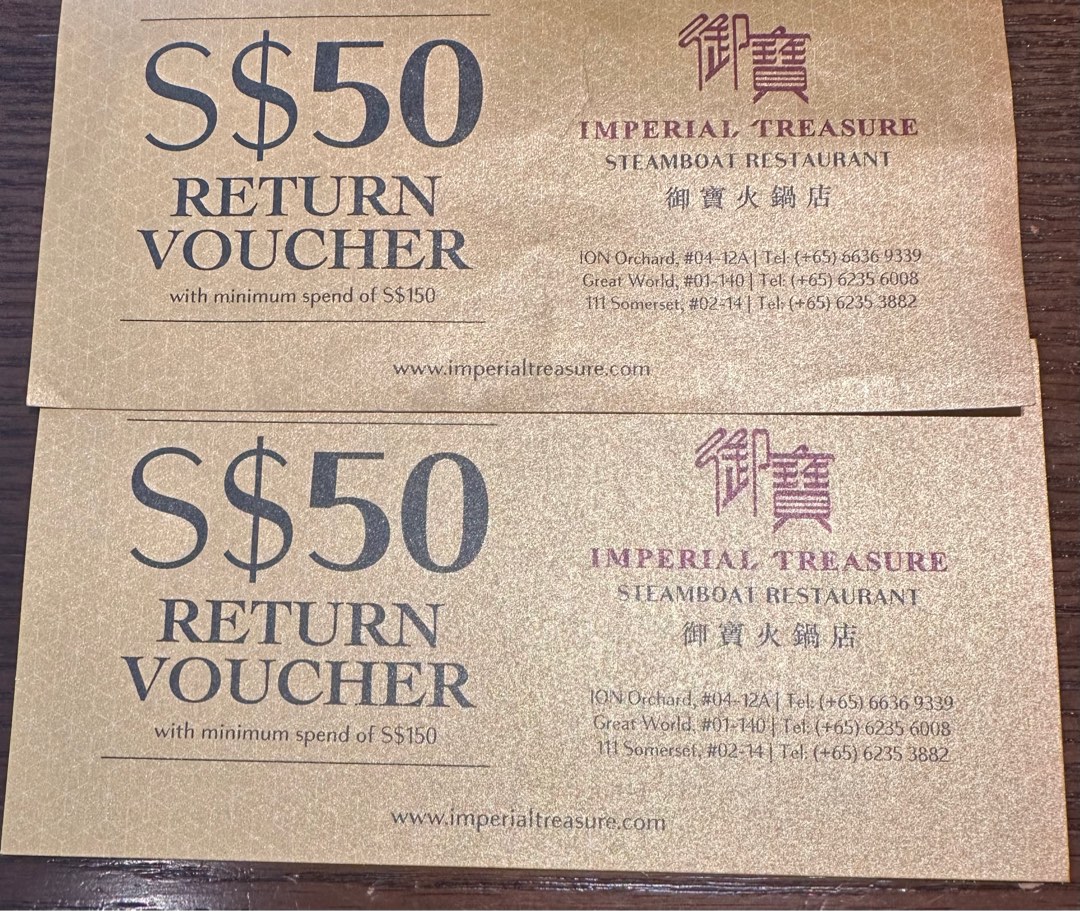 S$50
RETURN
VOUCHER
with minimum spend of S$150
御寶
IMPERIAL TREASURE
STEAMBOAT RESTAURANT
御寶火鍋店
ION Orchard, #04-12A | Tel: (+65) 6636 9339
Great World, #01-140 | Tel: (+65) 6235 6008
111 Somerset, #02-14 | Tel: (+65) 6235 3882
www.imperialtreasure.com
S$50
RETURN
VOUCHER
with minimum spend of S$150
御寶
IMPERIAL TREASURE
STEAMBOAT RESTAURANT
御寶火鍋店
ION Orchard, #04-12A | Tel: (+65) 6636 9339
Great World, #01-140 | Tel: (+65) 6235 6008
111 Somerset, #02-14 | Tel: (+65) 6235 3882
www.imperialtreasure.com